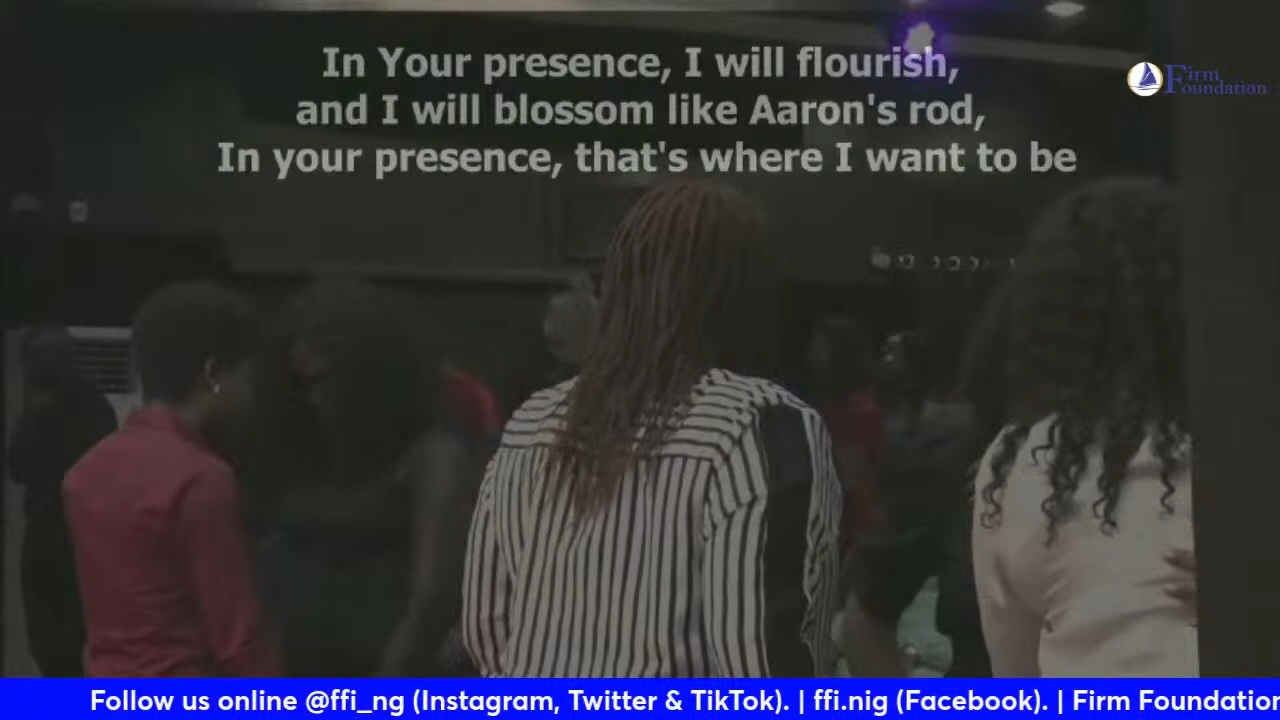 In Your presence, I will flourish,
and I will blossom like Aaron's rod,
In your presence, that's where I want to be
Firm
Foundation
Follow us online @ffi_ng (Instagram, Twitter & TikTok). | ffi.nig (Facebook). | Firm Foundation